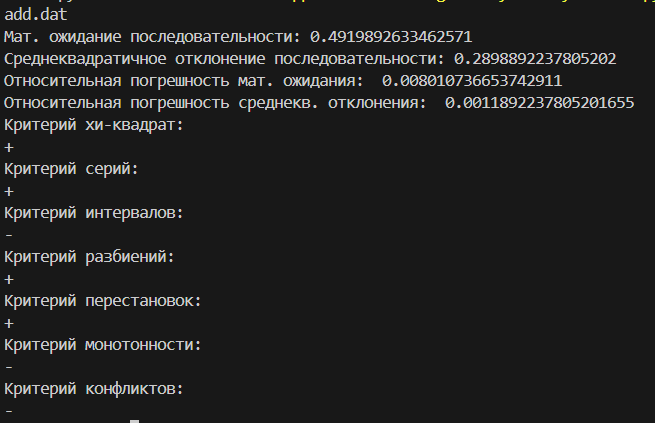 add.dat
Мат. ожидание последовательности: 0.4919892633462571
Среднеквадратичное отклонение последовательности: 0.2898892237805202
Относительная погрешность мат. ожидания:  0.008010736653742911
Относительная погрешность среднекв. отклонения:  0.0011892237805201655
Критерий хи-квадрат:
+
Критерий серий:
+
Критерий интервалов:
-
Критерий разбиений:
+
Критерий перестановок:
+
Критерий монотонности:
-
Критерий конфликтов:
-